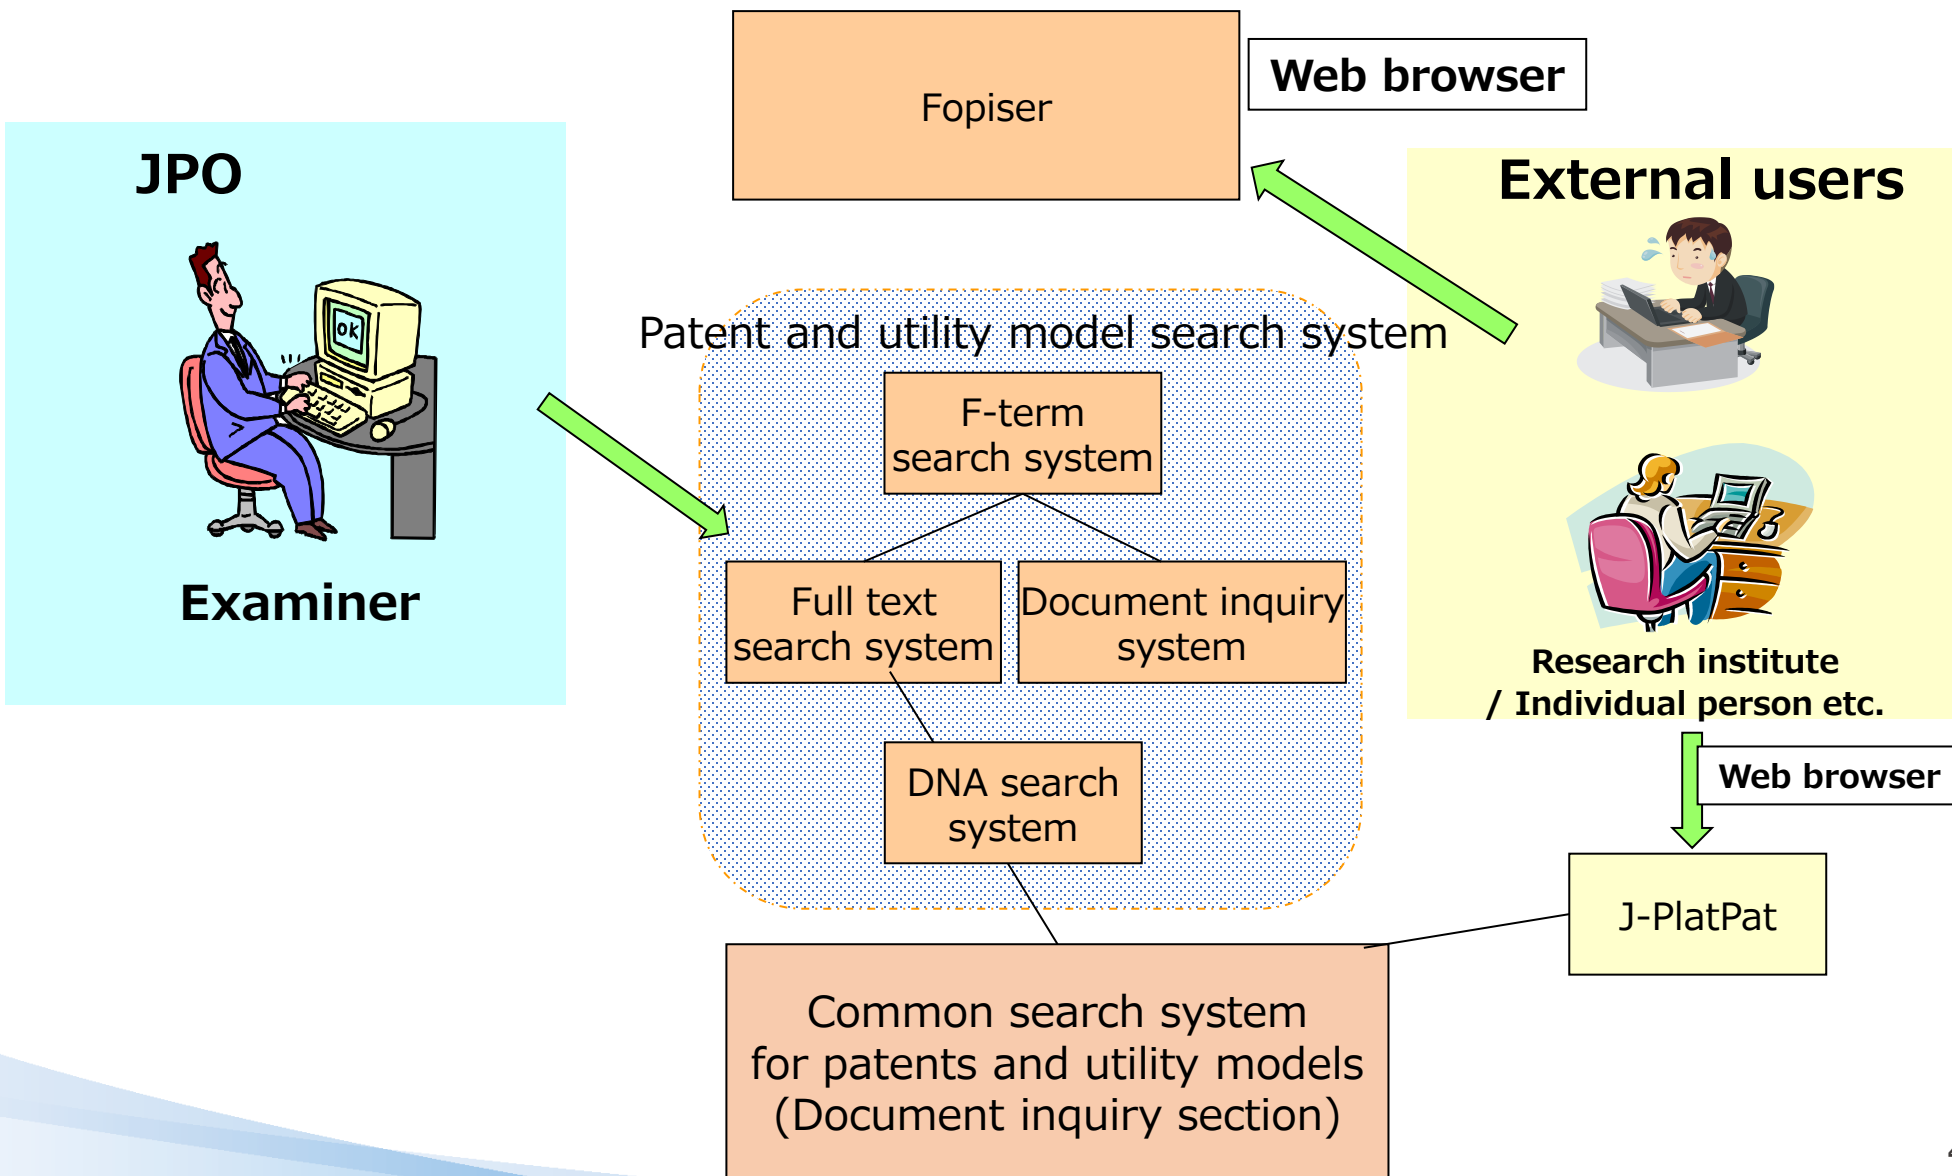 Fopiser
Web browser
JPO
External users
OK
Patent and utility model search system
F-term
search system
Examiner
Full text
search system
Document inquiry
system
Research institute
/ Individual person etc.
DNA search
system
Web browser
J-PlatPat
Common search system
for patents and utility models
(Document inquiry section)